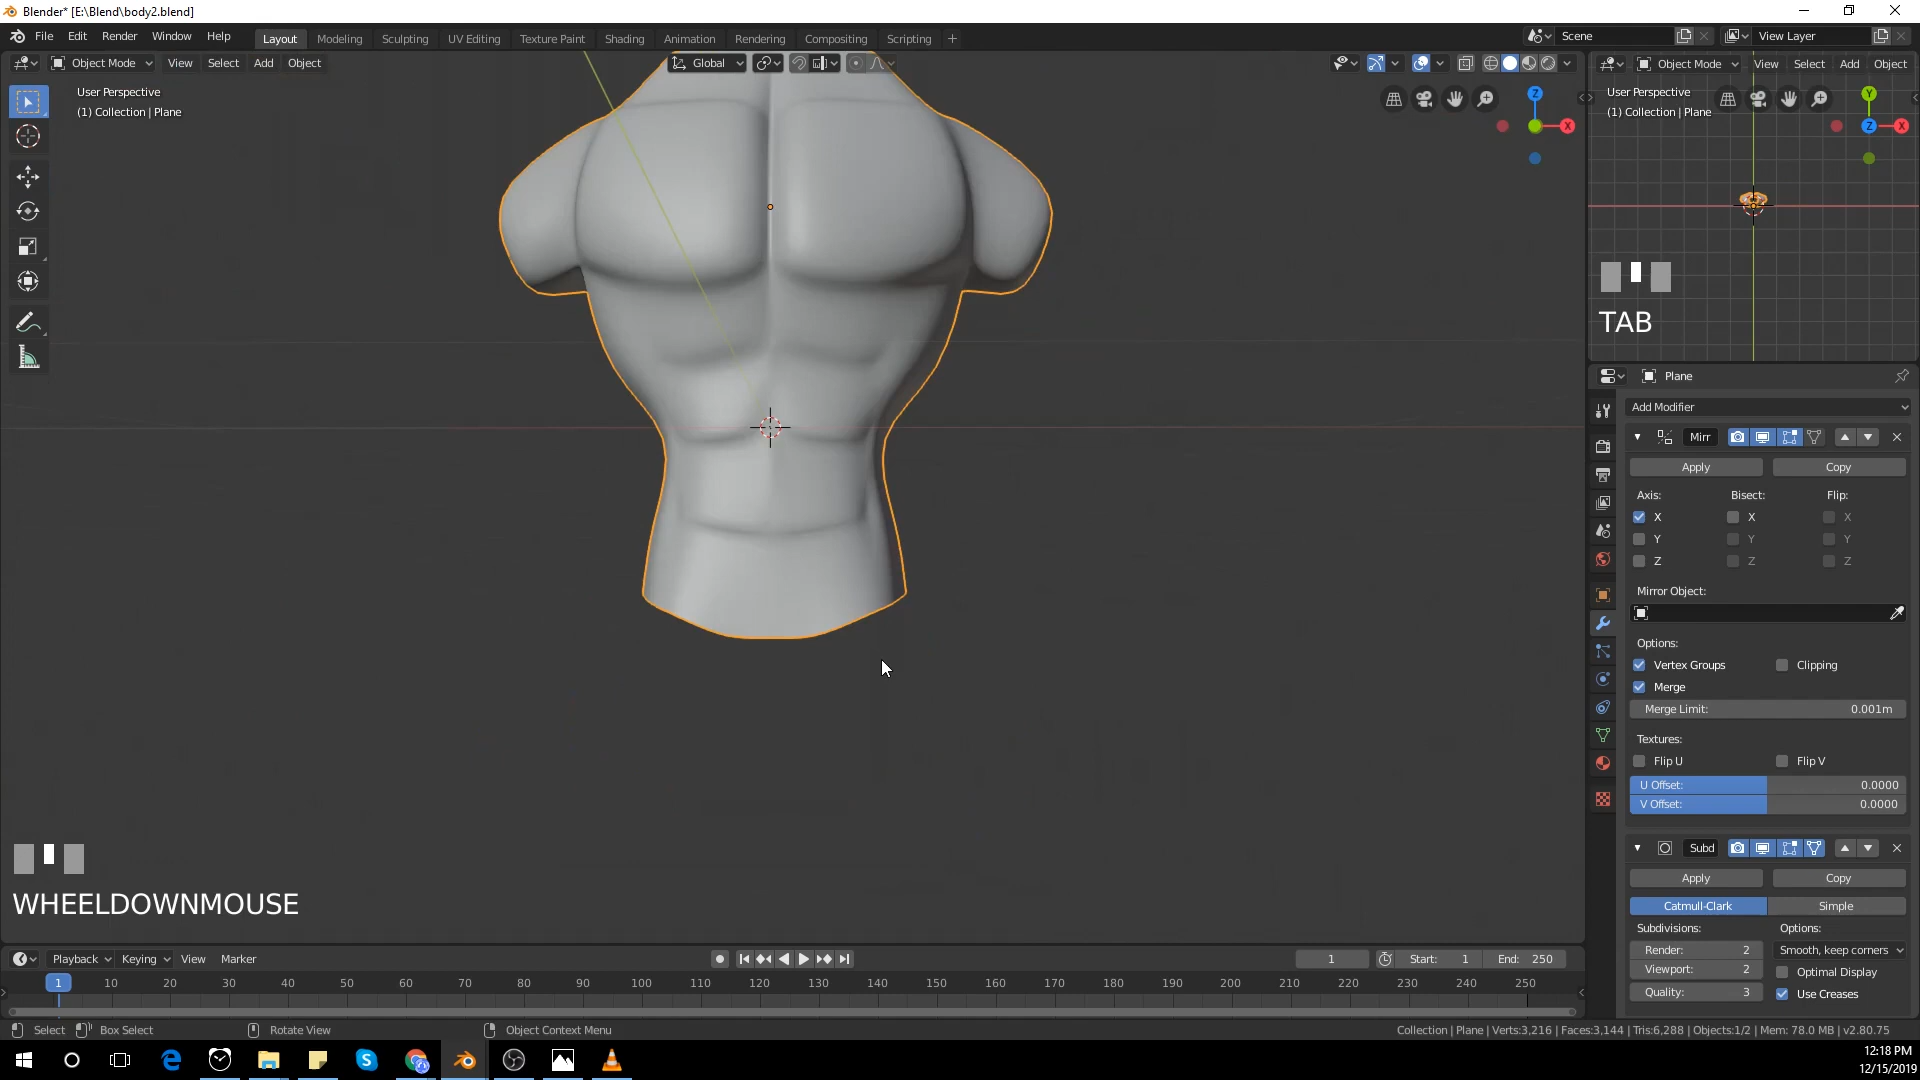 Blender* [E:\Blend\body2.blend]
File Edit Render Window Help
Layout Modeling Sculpting UV Editing Texture Paint Shading Animation Rendering Compositing Scripting +
Scene
View Layer
Object Mode View Select Add Object
Global
Object Mode View Select Add Object
User Perspective
(1) Collection | Plane
Z
X
User Perspective
(1) Collection | Plane
Y
Z
X
TAB
Plane
Add Modifier
Mirr
Apply Copy
Axis: Bisect: Flip:
X X X
Y Y Y
Z Z Z
Mirror Object:
Options:
Vertex Groups Clipping
Merge
Merge Limit: 0.001m
Textures:
Flip U Flip V
U Offset: 0.0000
V Offset: 0.0000
Subd
Apply Copy
Catmull-Clark Simple
Subdivisions: Options:
Render: 2 Smooth, keep corners
Viewport: 2 Optimal Display
Quality: 3 Use Creases
WHEELDOWNMOUSE
Playback Keying View Marker
1 Start: 1 End: 250
1 10 20 30 40 50 60 70 80 90 100 110 120 130 140 150 160 170 180 190 200 210 220 230 240 250
Select Box Select Rotate View Object Context Menu
Collection | Plane | Verts:3,216 | Faces:3,144 | Tris:6,288 | Objects:1/2 | Mem: 78.0 MB | v2.80.75
12:18 PM
12/15/2019